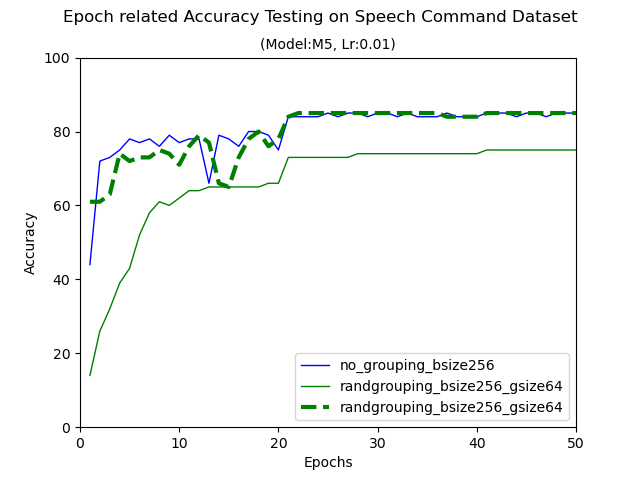 Epoch related Accuracy Testing on Speech Command Dataset
(Model:M5, Lr:0.01)
100
80
60
40
20
0
Accuracy
0 10 20 30 40 50
Epochs
no_grouping_bsize256
randgrouping_bsize256_gsize64
randgrouping_bsize256_gsize64